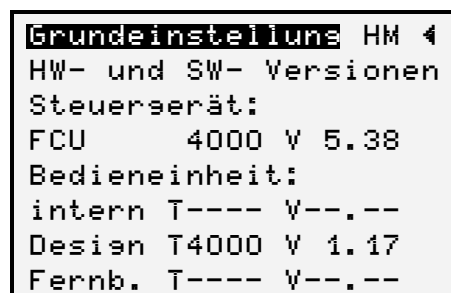 Grundeinstellung HM
HW- und SW- Versionen
Steuergerät:
FCU 4000 V 5.38
Bedieneinheit:
intern T---- V--.--
Design T4000 V 1.17
Fernb. T---- V--.--